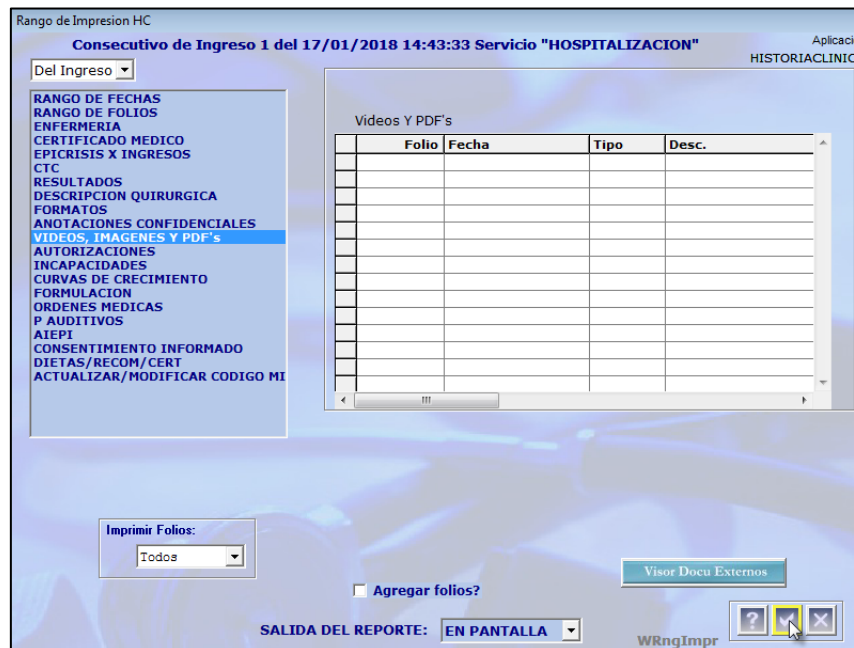 Rango de Impresion HC
Consecutivo de Ingreso 1 del 17/01/2018 14:43:33 Servicio "HOSPITALIZACION"
Aplicaci
HISTORIACLINIC
Del Ingreso
RANGO DE FECHAS
RANGO DE FOLIOS
ENFERMERIA
CERTIFICADO MEDICO
EPICRISIS X INGRESOS
CTC
RESULTADOS
DESCRIPCION QUIRURGICA
FORMATOS
ANOTACIONES CONFIDENCIALES
VIDEOS, IMAGENES Y PDF's
AUTORIZACIONES
INCAPACIDADES
CURVAS DE CRECIMIENTO
FORMULACION
ORDENES MEDICAS
P AUDITIVOS
AIEPI
CONSENTIMIENTO INFORMADO
DIETAS/RECOM/CERT
ACTUALIZAR/MODIFICAR CODIGO MI
Videos Y PDF's
Folio Fecha Tipo Desc.
Imprimir Folios:
Todos
Visor Docu Externos
Agregar folios?
SALIDA DEL REPORTE: EN PANTALLA
WRngImpr